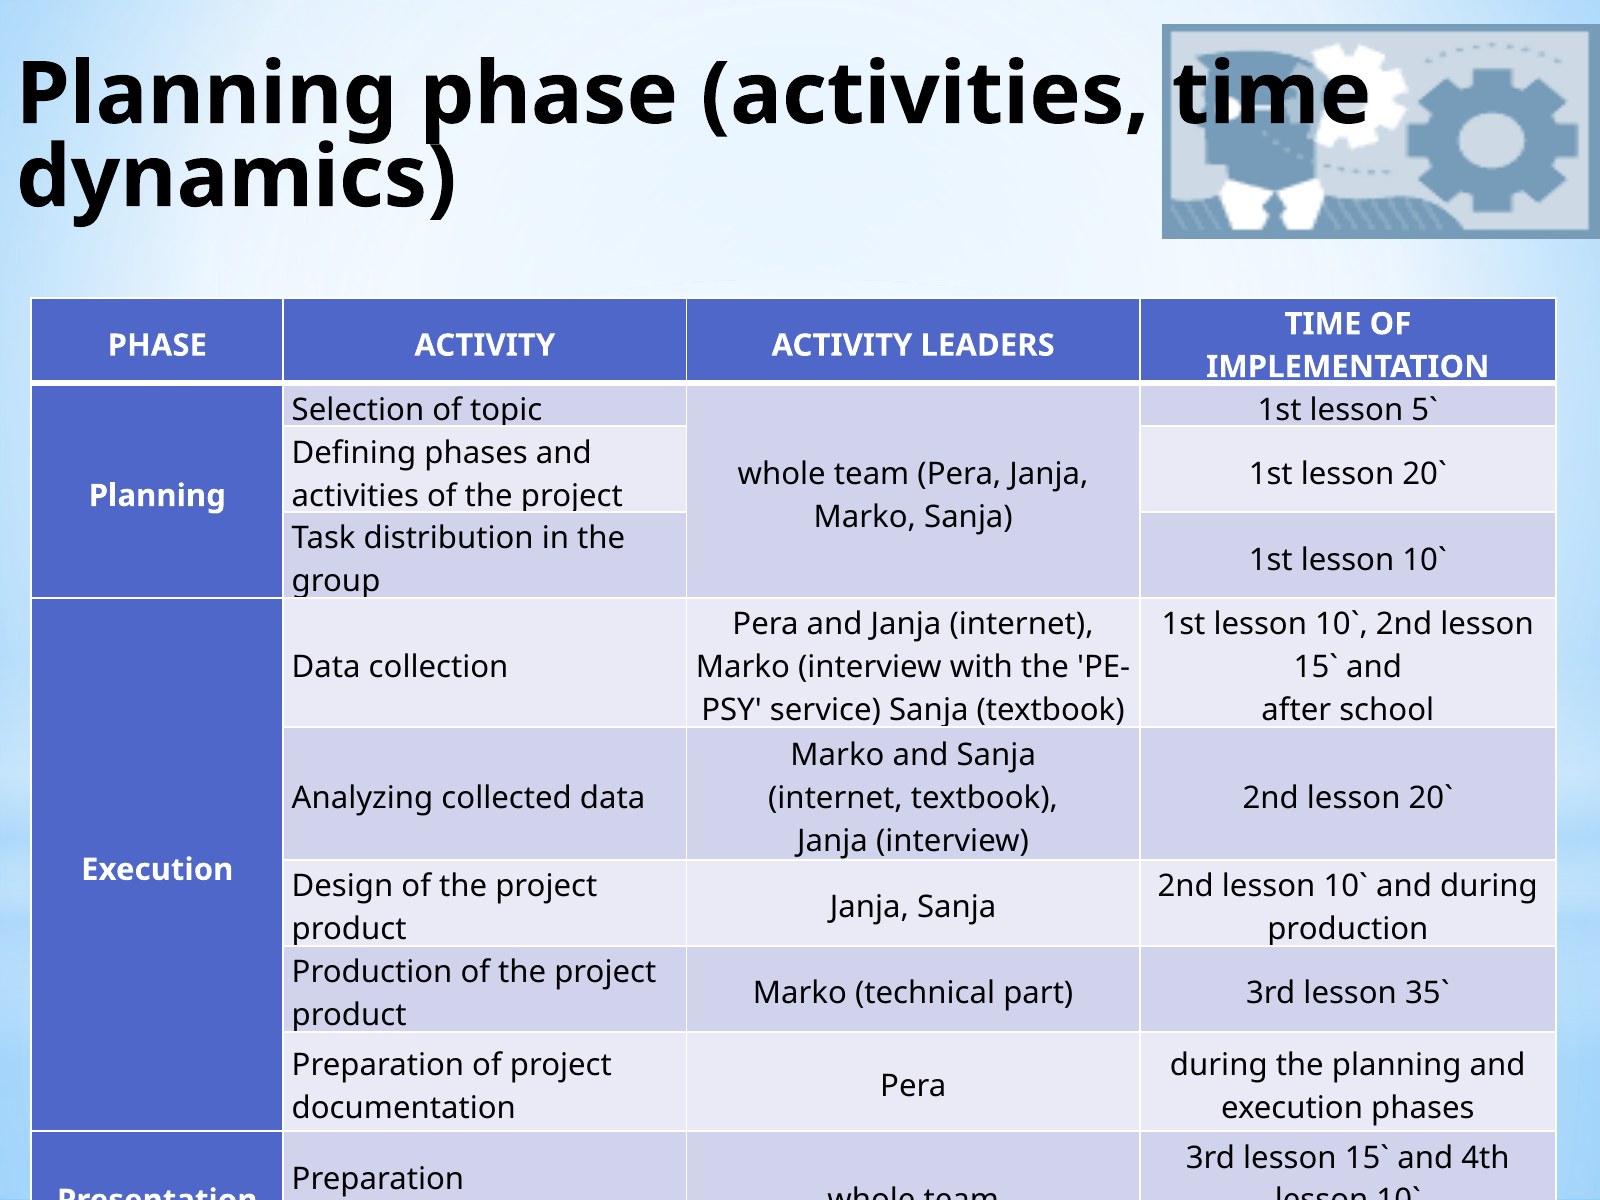 Planning phase (activities, time
dynamics)
PHASE
ACTIVITY
ACTIVITY LEADERS
TIME OF
IMPLEMENTATION
Planning
Selection of topic
whole team (Pera, Janja,
Marko, Sanja)
1st lesson 5`
Defining phases and
activities of the project
1st lesson 20`
Task distribution in the
group
1st lesson 10`
Execution
Data collection
Pera and Janja (internet),
Marko (interview with the 'PE-
PSY' service) Sanja (textbook)
1st lesson 10`, 2nd lesson
15` and
after school
Analyzing collected data
Marko and Sanja
(internet, textbook),
Janja (interview)
2nd lesson 20`
Design of the project
product
Janja, Sanja
2nd lesson 10` and during
production
Production of the project
product
Marko (technical part)
3rd lesson 35`
Preparation of project
documentation
Pera
during the planning and
execution phases
Presentation
Preparation
whole team
3rd lesson 15` and 4th
lesson 10`